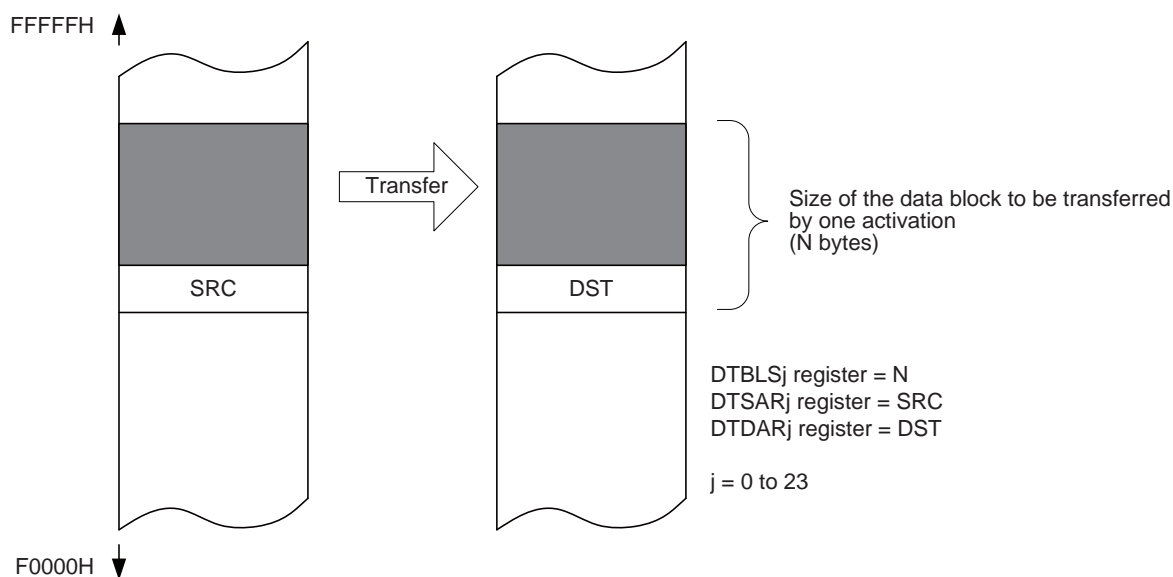 FFFFFH
Transfer
Size of the data block to be transferred
by one activation
(N bytes)
SRC
DST
DTBLSj register = N
DTSARj register = SRC
DTDARj register = DST
j = 0 to 23
F0000H